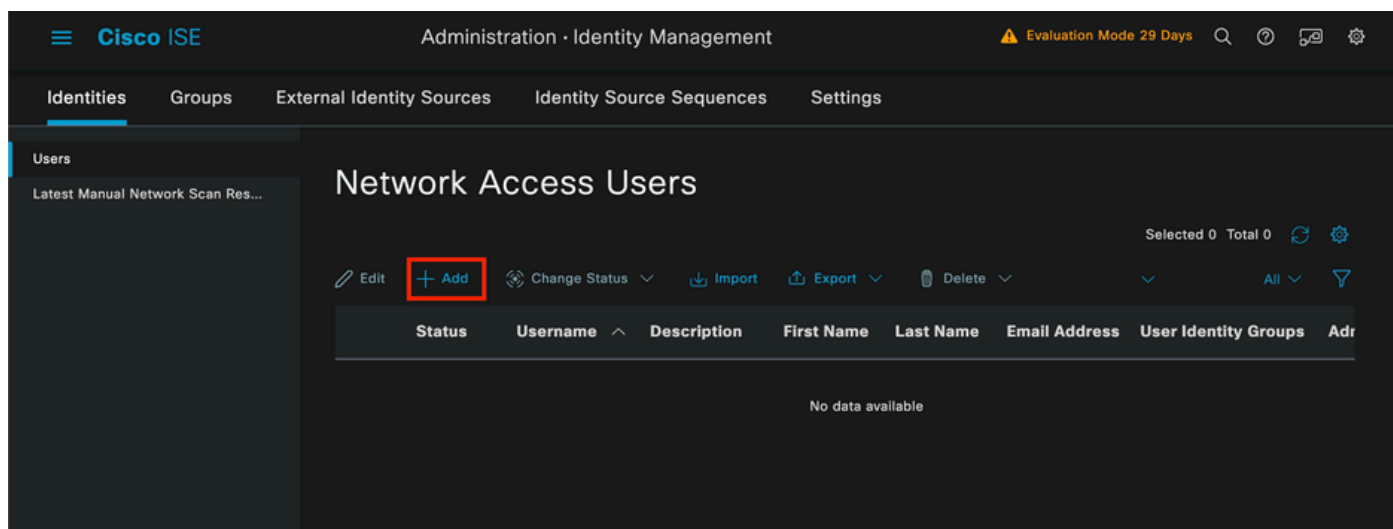 Cisco ISE
Administration · Identity Management
Evaluation Mode 29 Days
Identities Groups External Identity Sources Identity Source Sequences Settings
Users
Latest Manual Network Scan Res...
Network Access Users
Selected 0 Total 0
Edit + Add Change Status Import Export Delete All
Status Username Description First Name Last Name Email Address User Identity Groups Adr
No data available